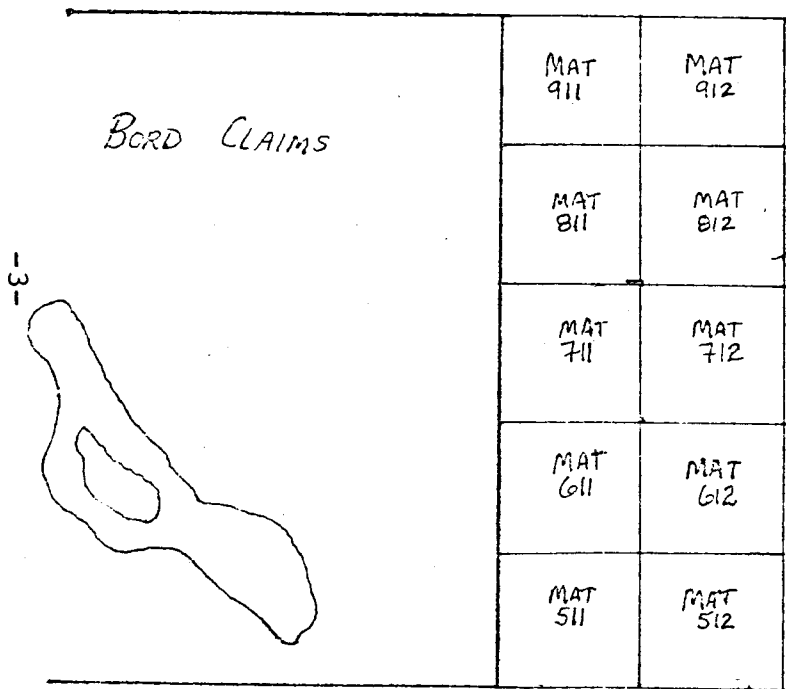 MAT MAT
911 912
BORD CLAIMS
MAT MAT
811 812
-3-
MAT MAT
711 712
MAT MAT
611 612
MAT MAT
511 512